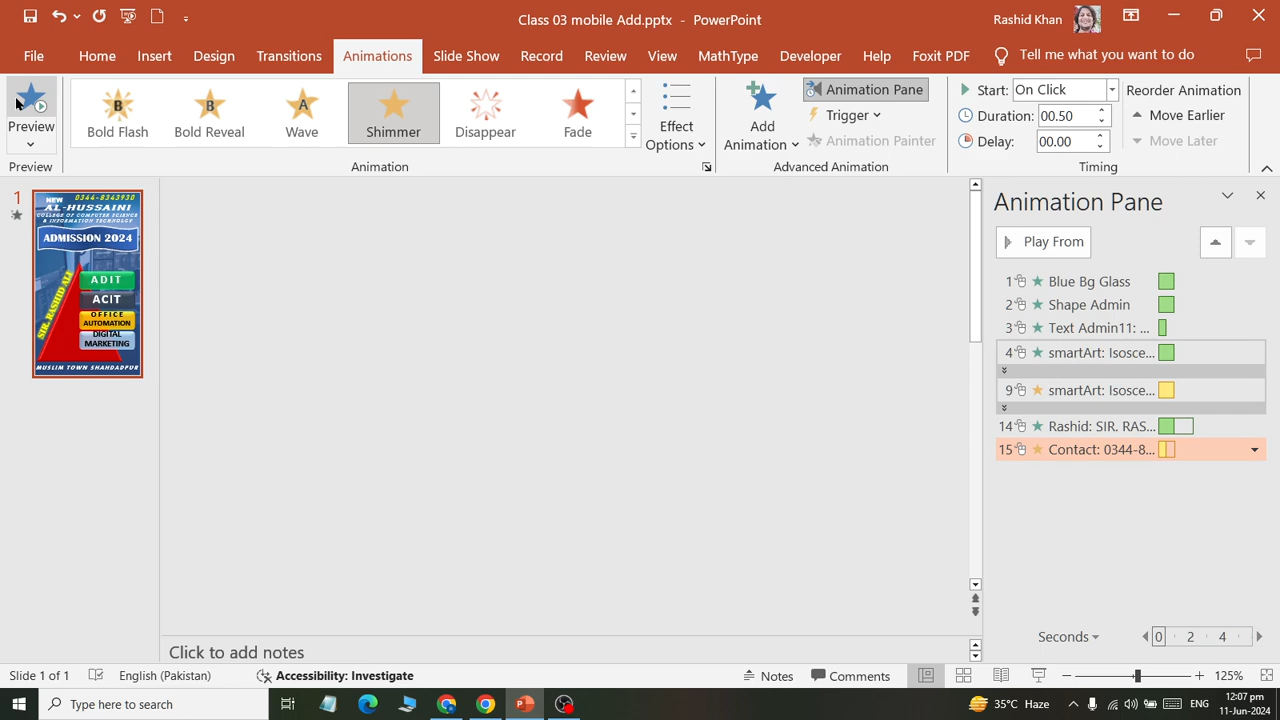 Class 03 mobile Add.pptx - PowerPoint
Rashid Khan
File Home Insert Design Transitions Animations Slide Show Record Review View MathType Developer Help Foxit PDF Tell me what you want to do
Preview
Preview
Bold Flash Bold Reveal Wave Shimmer Disappear Fade
Animation
Effect Options
Add Animation
Animation Pane
Trigger
Animation Painter
Advanced Animation
Start: On Click
Duration: 00.50
Delay: 00.00
Timing
Reorder Animation
Move Earlier
Move Later
1
NEW 0344-8343930
AL-HUSSAINI
COLLEGE OF COMPUTER SCIENCE
& INFORMATION TECHNOLOGY
ADMISSION 2024
SIR. RASHID ALI
ADIT
ACIT
OFFICE
AUTOMATION
DIGITAL
MARKETING
MUSLIM TOWN SHAHDADPUR
Animation Pane
Play From
1 Blue Bg Glass
2 Shape Admin
3 Text Admin11: ...
4 smartArt: Isosce...
9 smartArt: Isosce...
14 Rashid: SIR. RAS...
15 Contact: 0344-8...
Seconds 0 2 4
Click to add notes
Slide 1 of 1 English (Pakistan) Accessibility: Investigate Notes Comments 125%
Type here to search
35°C Haze ENG
12:07 pm
11-Jun-2024